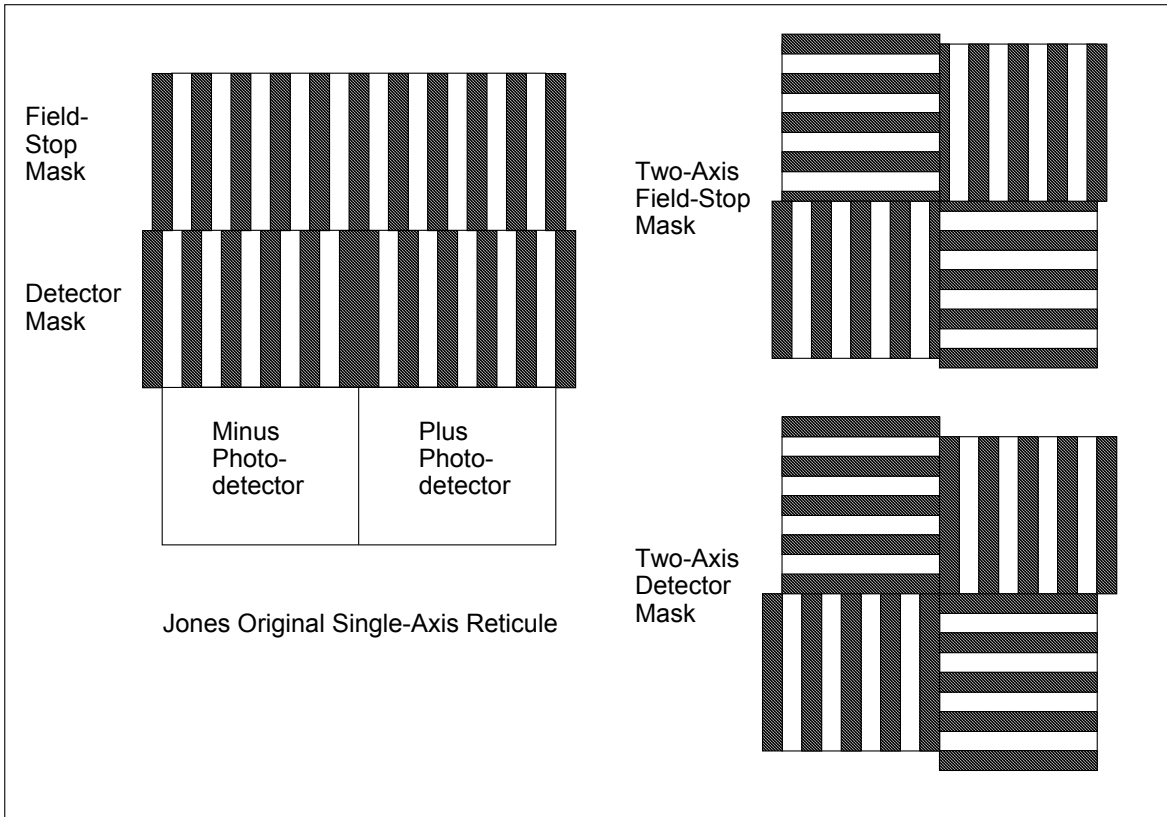 Field-
Stop
Mask
Detector
Mask
Minus
Photo-
detector
Plus
Photo-
detector
Jones Original Single-Axis Reticule
Two-Axis
Field-Stop
Mask
Two-Axis
Detector
Mask